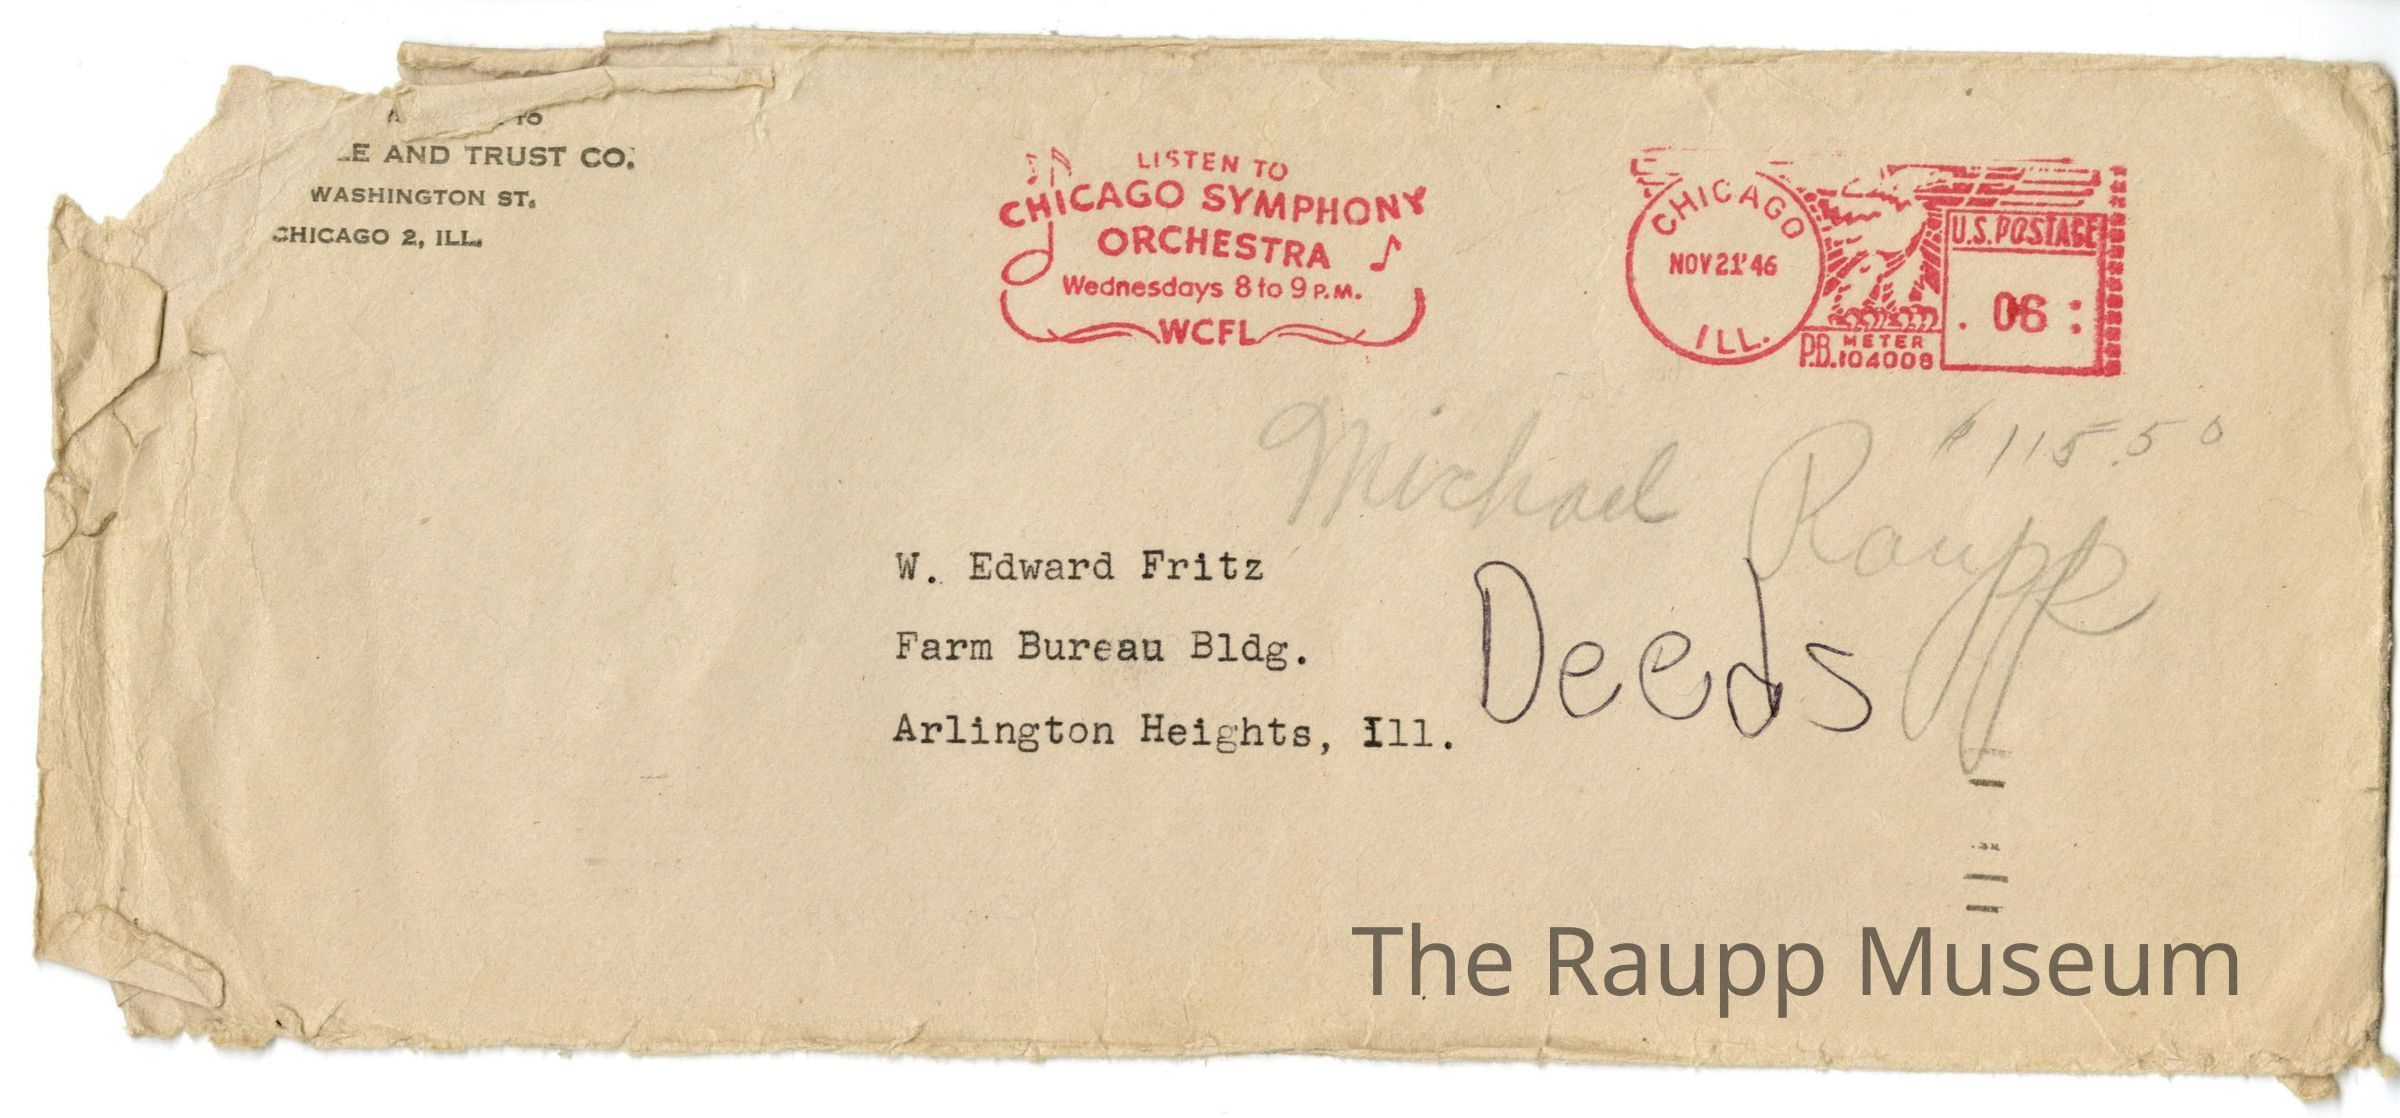 TO
AND TRUST CO.
WASHINGTON ST.
CHICAGO 2, ILL.
LISTEN TO
CHICAGO SYMPHONY
ORCHESTRA
Wednesdays 8 to 9 P.M.
WCFL
CHICAGO
NOV 21 '46
ILL.
P.B. METER
104008
U.S. POSTAGE
.06
$115.50
Michael Raupp
W. Edward Fritz
Farm Bureau Bldg.
Arlington Heights, Ill.
Deeds
The Raupp Museum